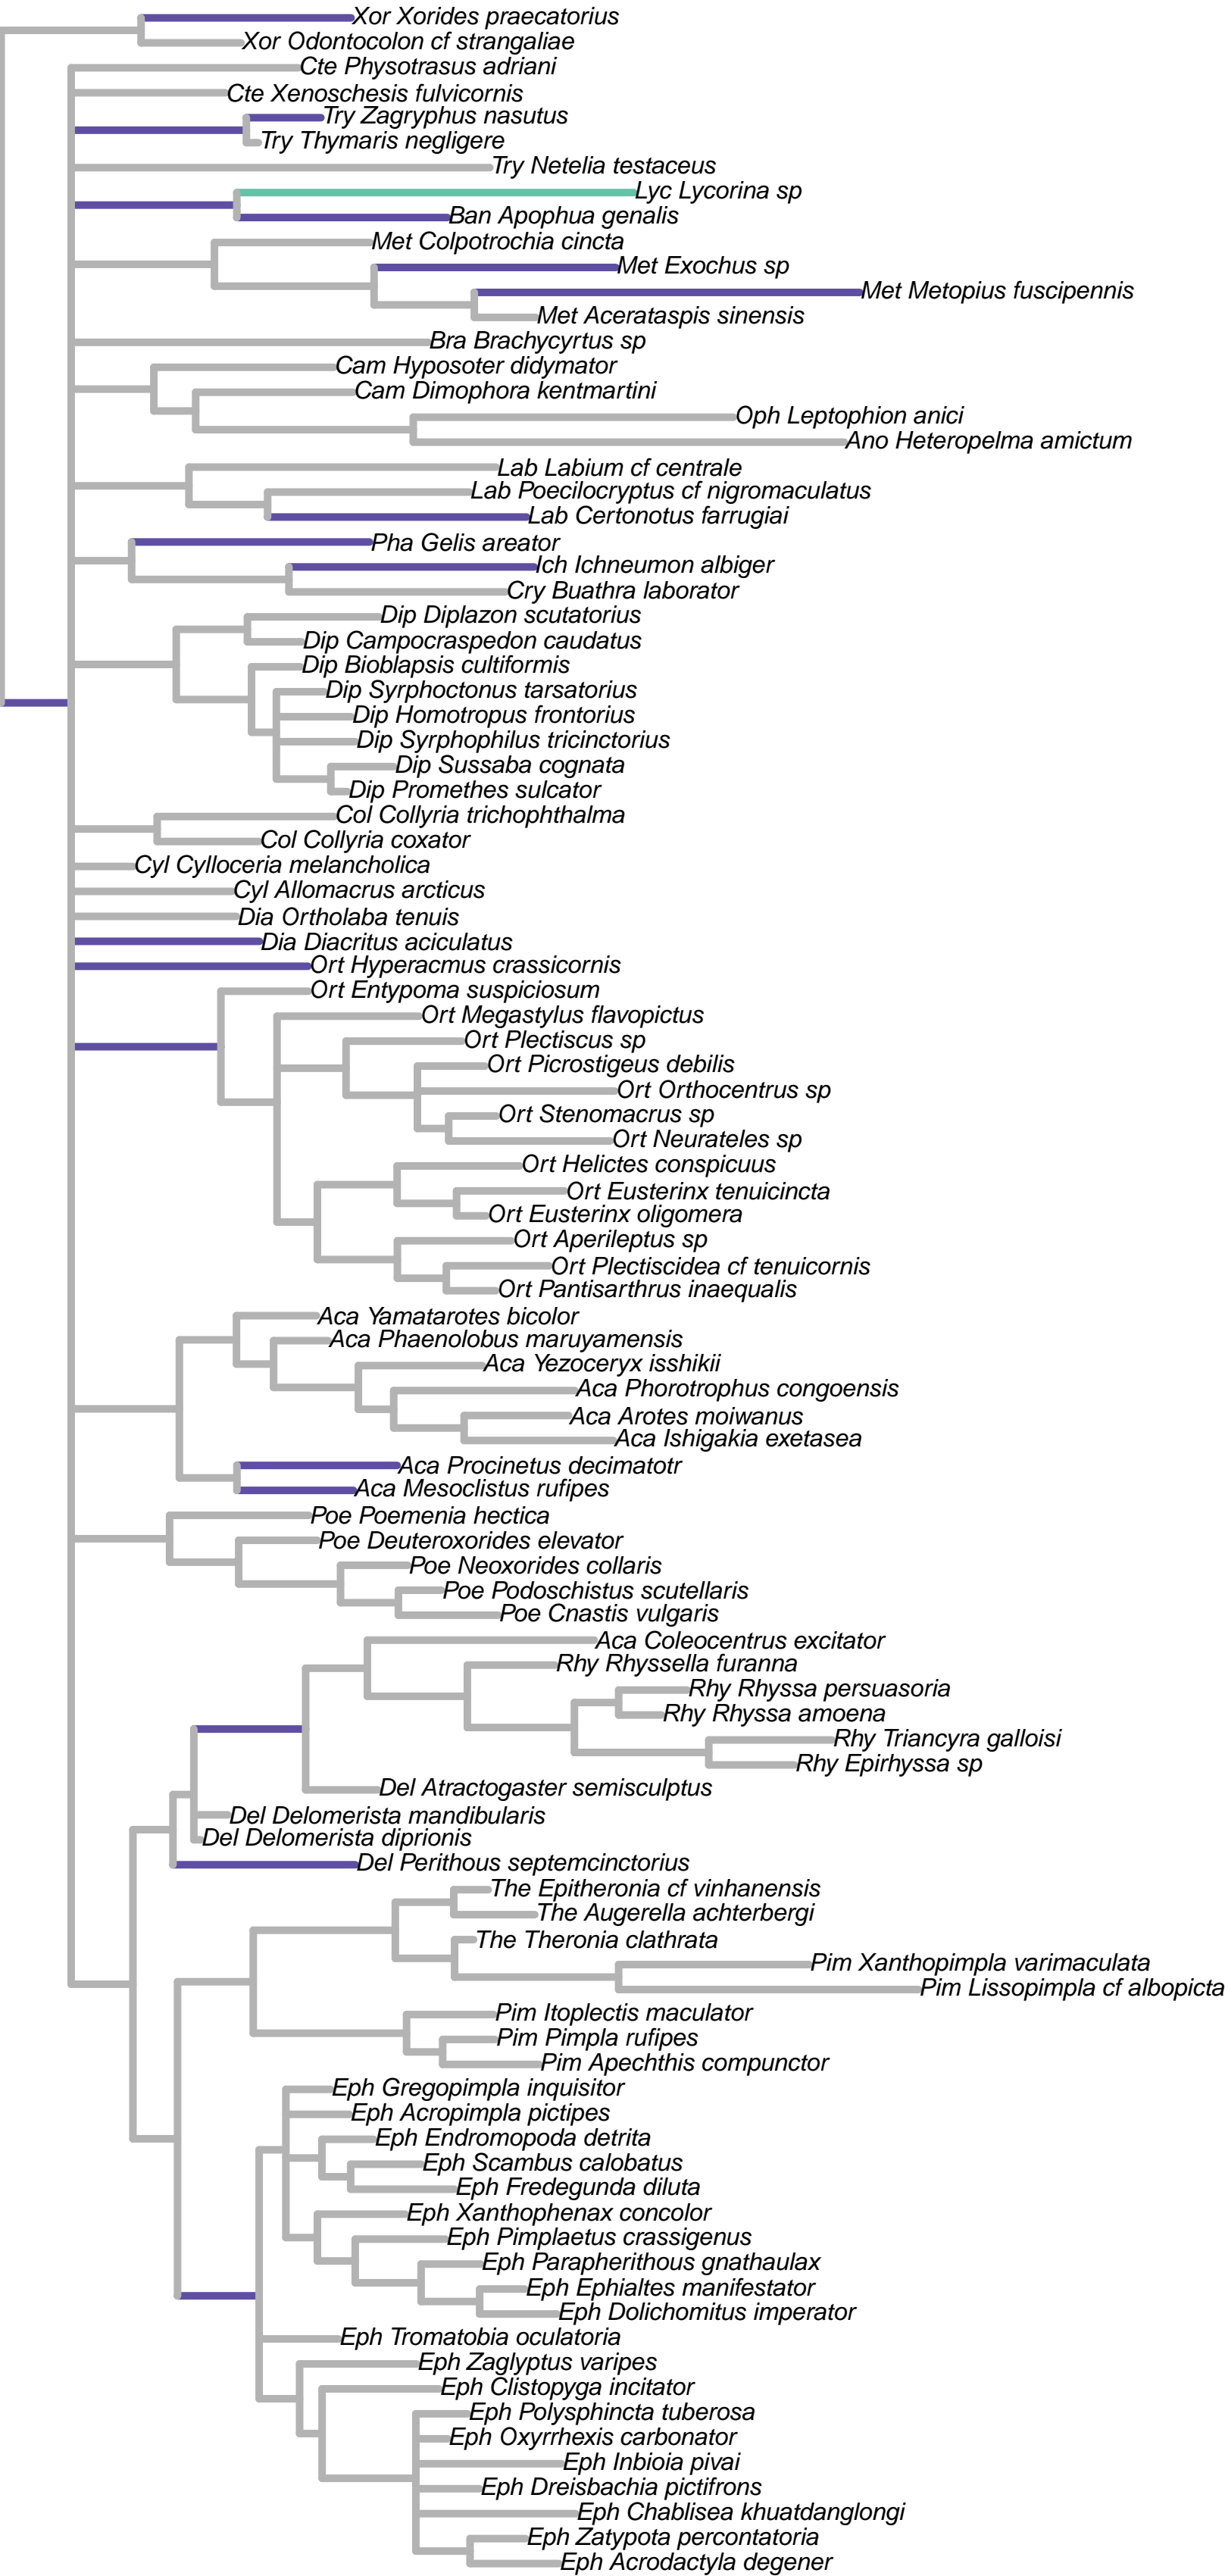 Xor Xorides praecatorius
Xor Odontocolon cf strangaliae
Cte Physotrasus adriani
Cte Xenoschesis fulvicornis
Try Zagryphus nasutus
Try Thymaris negligere
Try Netelia testaceus
Lyc Lycorina sp
Ban Apophua genalis
Met Colpotrochia cincta
Met Exochus sp
Met Metopius fuscipennis
Met Acerataspis sinensis
Bra Brachycyrtus sp
Cam Hyposoter didymator
Cam Dimophora kentmartini
Oph Leptophion anici
Ano Heteropelma amictum
Lab Labium cf centrale
Lab Poecilocryptus cf nigromaculatus
Lab Certonotus farrugiai
Pha Gelis areator
Ich Ichneumon albiger
Cry Buathra laborator
Dip Diplazon scutatorius
Dip Campocraspedon caudatus
Dip Bioblapsis cultiformis
Dip Syrphoctonus tarsatorius
Dip Homotropus frontorius
Dip Syrphophilus tricinctorius
Dip Sussaba cognata
Dip Promethes sulcator
Col Collyria trichophthalma
Col Collyria coxator
Cyl Cylloceria melancholica
Cyl Allomacrus arcticus
Dia Ortholaba tenuis
Dia Diacritus aciculatus
Ort Hyperacmus crassicornis
Ort Entypoma suspiciosum
Ort Megastylus flavopictus
Ort Plectiscus sp
Ort Picrostigeus debilis
Ort Orthocentrus sp
Ort Stenomacrus sp
Ort Neurateles sp
Ort Helictes conspicuus
Ort Eusterinx tenuicincta
Ort Eusterinx oligomera
Ort Aperileptus sp
Ort Plectiscidea cf tenuicornis
Ort Pantisarthrus inaequalis
Aca Yamatarotes bicolor
Aca Phaenolobus maruyamensis
Aca Yezoceryx isshikii
Aca Phorotrophus congoensis
Aca Arotes moiwanus
Aca Ishigakia exetasea
Aca Procinetus decimatotr
Aca Mesoclistus rufipes
Poe Poemenia hectica
Poe Deuteroxorides elevator
Poe Neoxorides collaris
Poe Podoschistus scutellaris
Poe Cnastis vulgaris
Aca Coleocentrus excitator
Rhy Rhyssella furanna
Rhy Rhyssa persuasoria
Rhy Rhyssa amoena
Rhy Triancyra galloisi
Rhy Epirhyssa sp
Del Atractogaster semisculptus
Del Delomerista mandibularis
Del Delomerista diprionis
Del Perithous septemcinctorius
The Epitheronia cf vinhanensis
The Augerella achterbergi
The Theronia clathrata
Pim Xanthopimpla varimaculata
Pim Lissopimpla cf albopicta
Pim Itoplectis maculator
Pim Pimpla rufipes
Pim Apechthis compunctor
Eph Gregopimpla inquisitor
Eph Acropimpla pictipes
Eph Endromopoda detrita
Eph Scambus calobatus
Eph Fredegunda diluta
Eph Xanthophenax concolor
Eph Pimplaetus crassigenus
Eph Parapherithous gnathaulax
Eph Ephialtes manifestator
Eph Dolichomitus imperator
Eph Tromatobia oculatoria
Eph Zaglyptus varipes
Eph Clistopyga incitator
Eph Polysphincta tuberosa
Eph Oxyrrhexis carbonator
Eph Inbioia pivai
Eph Dreisbachia pictifrons
Eph Chablisea khuatdanglongi
Eph Zatypota percontatoria
Eph Acrodactyla degener